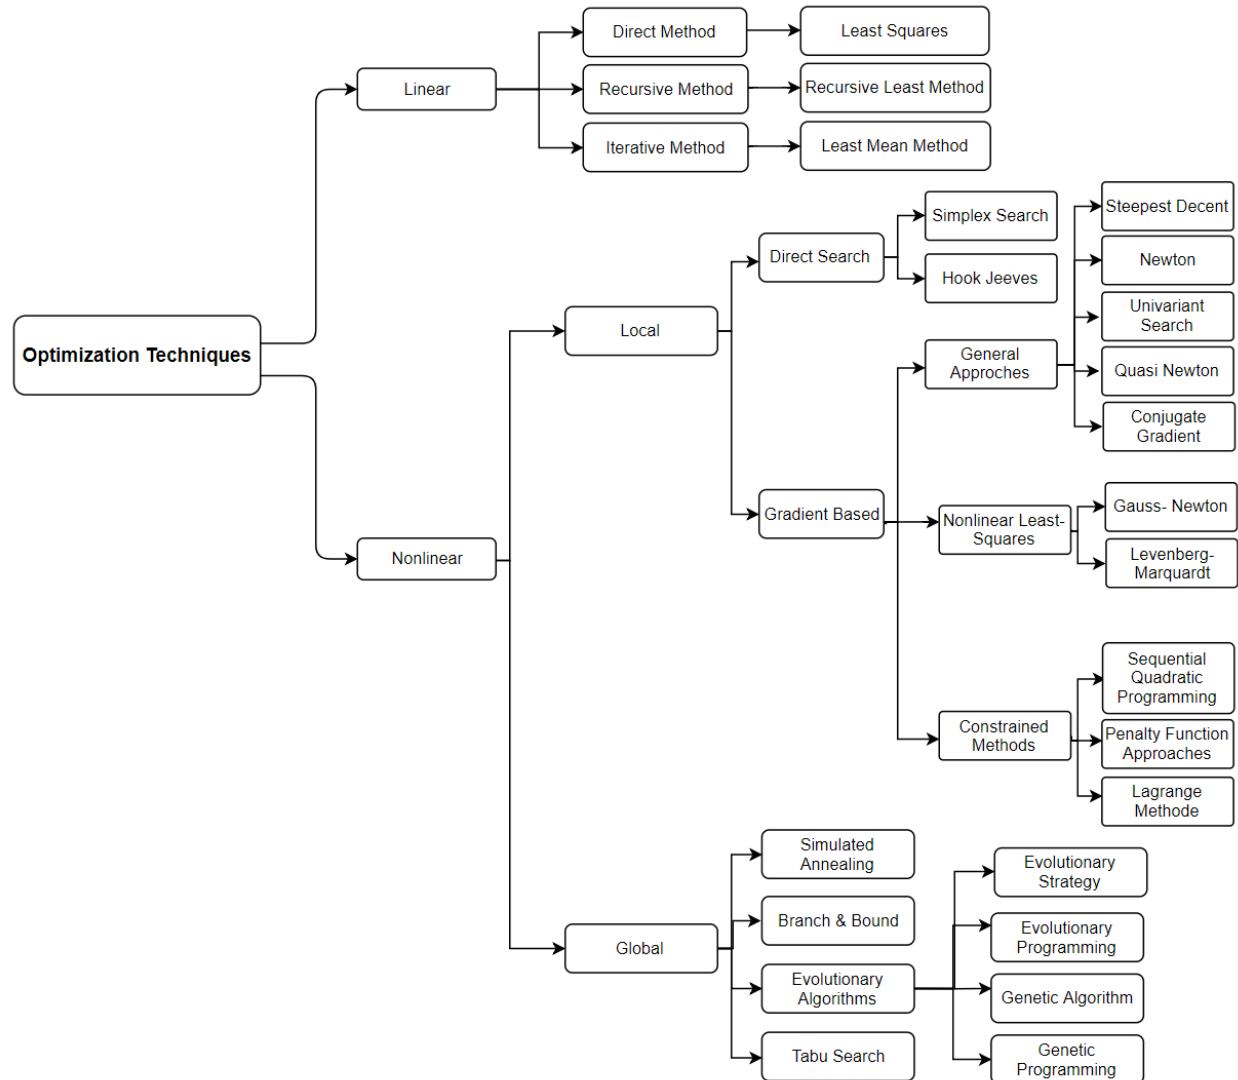 Direct Method
Least Squares
Linear
Recursive Method
Recursive Least Method
Iterative Method
Least Mean Method
Optimization Techniques
Nonlinear
Local
Direct Search
Simplex Search
Hook Jeeves
Gradient Based
General
Approches
Steepest Decent
Newton
Univariant
Search
Quasi Newton
Conjugate
Gradient
Nonlinear Least-
Squares
Gauss- Newton
Levenberg-
Marquardt
Constrained
Methods
Sequential
Quadratic
Programming
Penalty Function
Approaches
Lagrange
Methode
Global
Simulated
Annealing
Branch & Bound
Evolutionary
Algorithms
Tabu Search
Evolutionary
Strategy
Evolutionary
Programming
Genetic Algorithm
Genetic
Programming